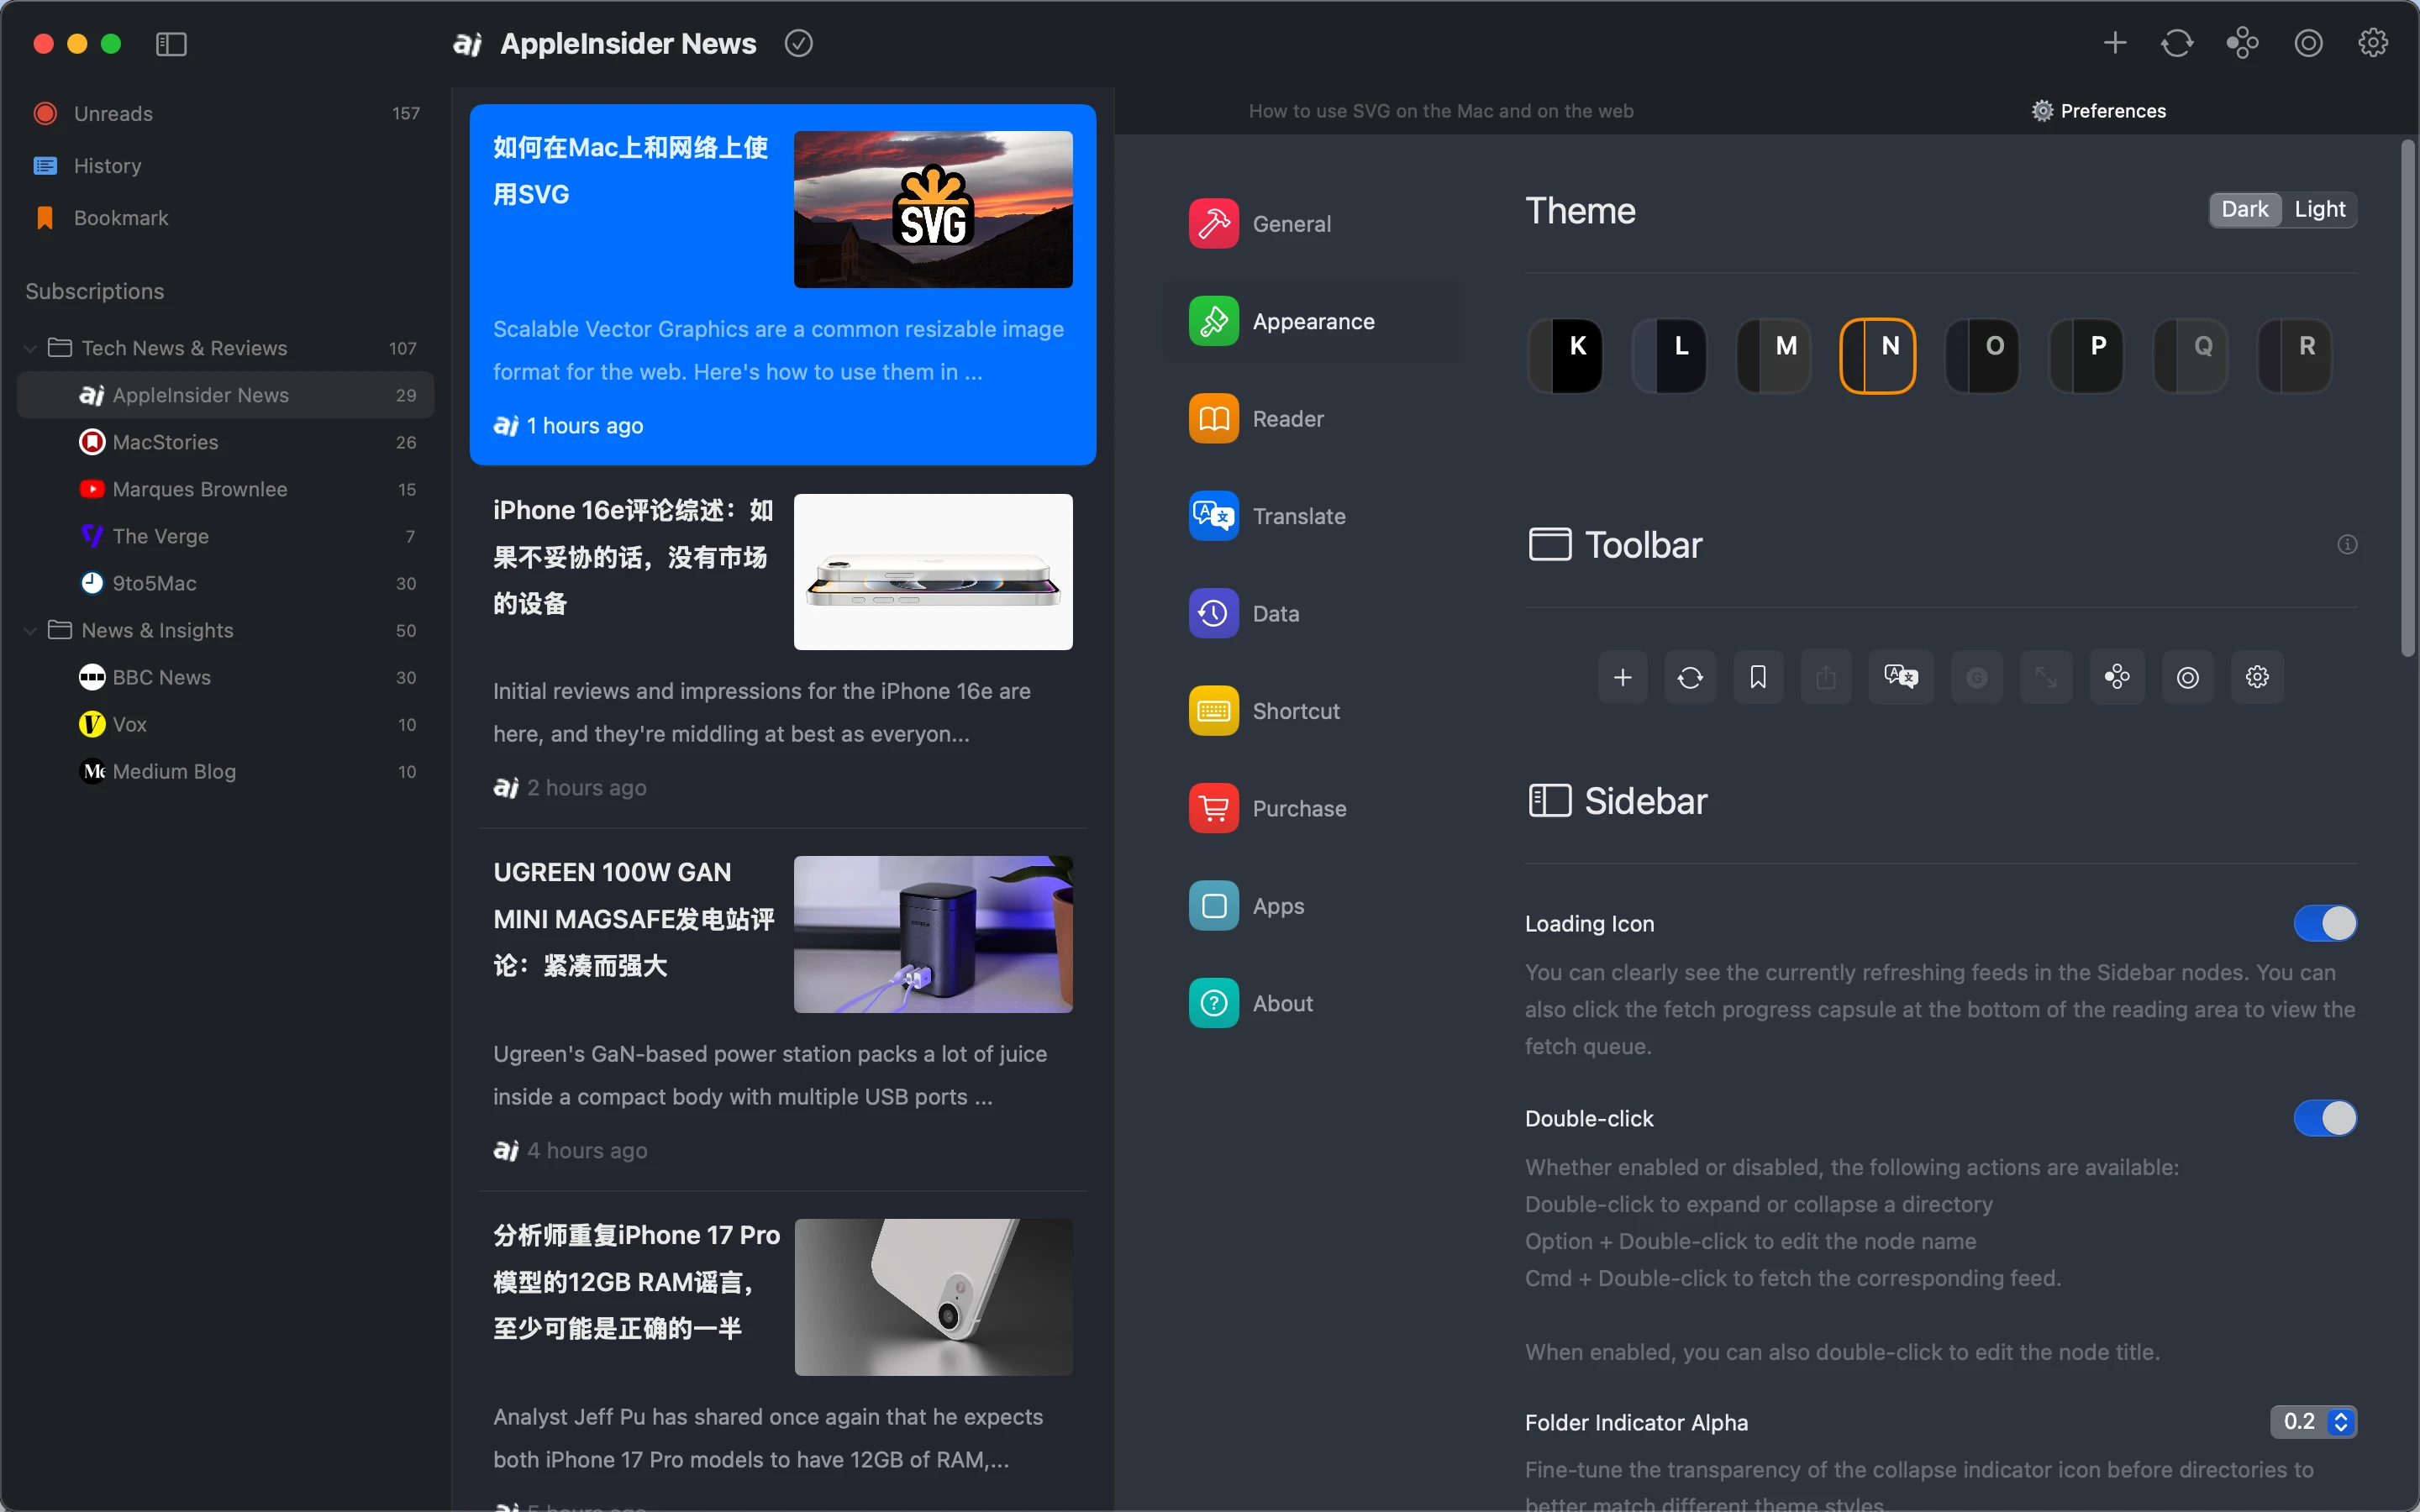 ai AppleInsider News
Unreads 157
History
Bookmark
Subscriptions
Tech News & Reviews 107
ai AppleInsider News 29
MacStories 26
Marques Brownlee 15
The Verge 7
9to5Mac 30
News & Insights 50
BBC News 30
Vox 10
Medium Blog 10
如何在Mac上和网络上使
用SVG
SVG
Scalable Vector Graphics are a common resizable image
format for the web. Here's how to use them in ...
ai 1 hours ago
iPhone 16e评论综述：如
果不妥协的话，没有市场
的设备
Initial reviews and impressions for the iPhone 16e are
here, and they're middling at best as everyon...
ai 2 hours ago
UGREEN 100W GAN
MINI MAGSAFE发电站评
论：紧凑而强大
Ugreen's GaN-based power station packs a lot of juice
inside a compact body with multiple USB ports ...
ai 4 hours ago
分析师重复iPhone 17 Pro
模型的12GB RAM谣言，
至少可能是正确的一半
Analyst Jeff Pu has shared once again that he expects
both iPhone 17 Pro models to have 12GB of RAM,...
ai 5 hours ago
How to use SVG on the Mac and on the web
Preferences
General
Appearance
Reader
Translate
Data
Shortcut
Purchase
Apps
About
Theme
Dark Light
K L M N O P Q R
Toolbar
Sidebar
Loading Icon
You can clearly see the currently refreshing feeds in the Sidebar nodes. You can
also click the fetch progress capsule at the bottom of the reading area to view the
fetch queue.
Double-click
Whether enabled or disabled, the following actions are available:
Double-click to expand or collapse a directory
Option + Double-click to edit the node name
Cmd + Double-click to fetch the corresponding feed.
When enabled, you can also double-click to edit the node title.
Folder Indicator Alpha 0.2
Fine-tune the transparency of the collapse indicator icon before directories to
better match different theme styles